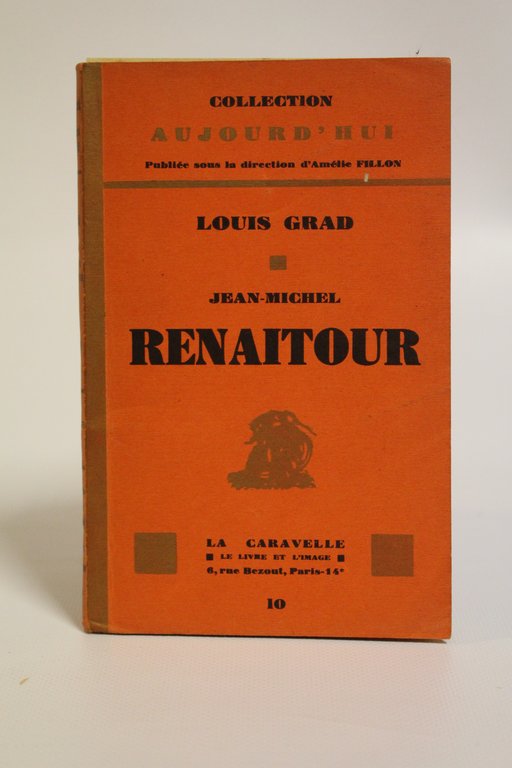 COLLECTION
AUJOURD'HUI
Publiée sous la direction d'Amélie FILLON
LOUIS GRAD
JEAN-MICHEL
RENAITOUR
LA CARAVELLE
LE LIVRE ET L'IMAGE
6, rue Bezout, Paris-14e
10